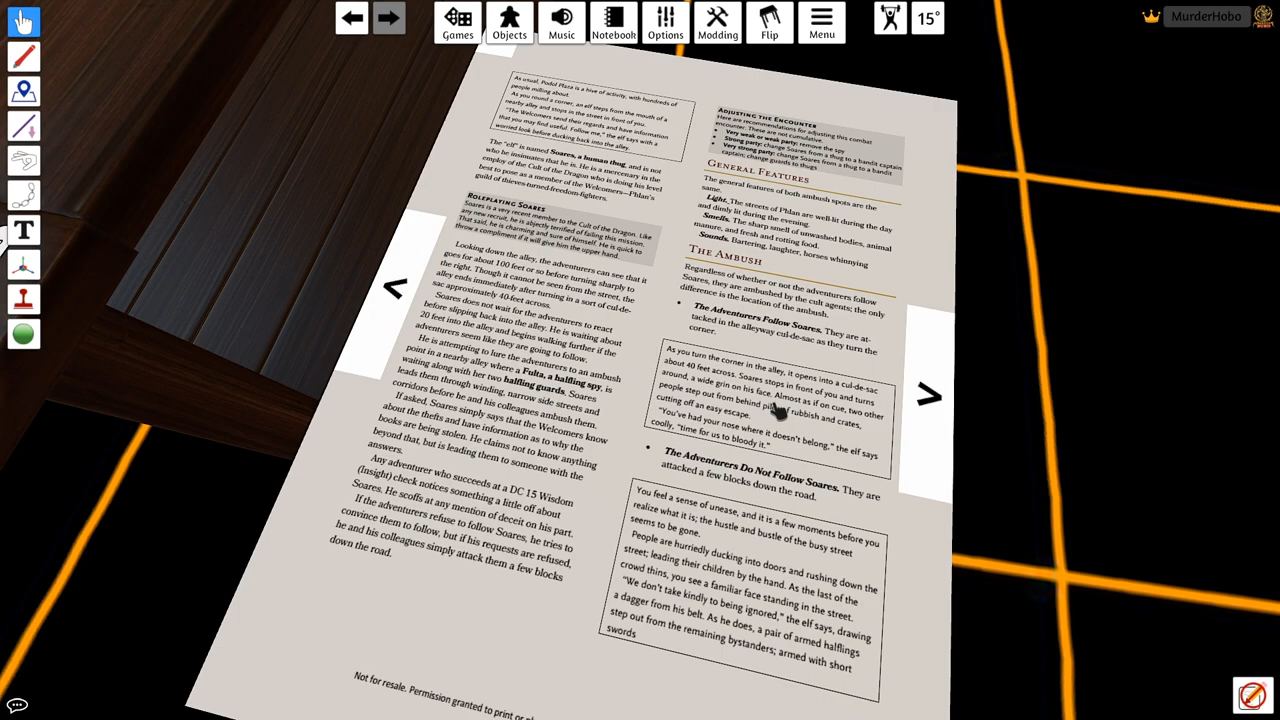 Games
Objects
Music
Notebook
Options
Modding
Flip
Menu
15°
MurderHobo
T
As usual, Podol Plaza is a hive of activity, with hundreds of
people milling about.
As you round a corner, an elf steps from the mouth of a
nearby alley and stops in the street in front of you.
"The Welcomers send their regards and have information
that you may find useful. Follow me," the elf says with a
worried look before ducking back into the alley.
The "elf" is named Soares, a human thug, and is not
who he insinuates that he is. He is a mercenary in the
employ of the Cult of the Dragon who is doing his level
best to pose as a member of the Welcomers—Phlan's
guild of thieves-turned-freedom-fighters.
Roleplaying Soares
Soares is a very recent member to the Cult of the Dragon. Like
any new recruit, he is abjectly terrified of failing this mission.
That said, he is charming and sure of himself. He is quick to
throw a compliment if it will give him the upper hand.
Looking down the alley, the adventurers can see that it
goes for about 100 feet or so before turning sharply to
the right. Though it cannot be seen from the street, the
alley ends immediately after turning in a sort of cul-de-
sac approximately 40-feet across.
Soares does not wait for the adventurers to react
before slipping back into the alley. He is waiting about
20 feet into the alley and begins walking further if the
adventurers seem like they are going to follow.
He is attempting to lure the adventurers to an ambush
point in a nearby alley where a Fulta, a halfling spy, is
waiting along with her two halfling guards. Soares
leads them through winding, narrow side streets and
corridors before he and his colleagues ambush them.
If asked, Soares simply says that the Welcomers know
about the thefts and have information as to why the
books are being stolen. He claims not to know anything
beyond that, but is leading them to someone with the
answers.
Any adventurer who succeeds at a DC 15 Wisdom
(Insight) check notices something a little off about
Soares. He scoffs at any mention of deceit on his part.
If the adventurers refuse to follow Soares, he tries to
convince them to follow, but if his requests are refused,
he and his colleagues simply attack them a few blocks
down the road.
Adjusting the Encounter
Here are recommendations for adjusting this combat
encounter. These are not cumulative.
• Very weak or weak party: remove the spy
• Strong party: change Soares from a thug to a bandit captain
• Very strong party: change Soares from a thug to a bandit
captain; change guards to thugs
General Features
The general features of both ambush spots are the
same.
Light. The streets of Phlan are well-lit during the day
and dimly lit during the evening.
Smells. The sharp smell of unwashed bodies, animal
manure, and fresh and rotting food.
Sounds. Bartering, laughter, horses whinnying
The Ambush
Regardless of whether or not the adventurers follow
Soares, they are ambushed by the cult agents; the only
difference is the location of the ambush.
• The Adventurers Follow Soares. They are at-
tacked in the alleyway cul-de-sac as they turn the
corner.
As you turn the corner in the alley, it opens into a cul-de-sac
about 40 feet across. Soares stops in front of you and turns
around, a wide grin on his face. Almost as if on cue, two other
people step out from behind of rubbish and crates,
cutting off an easy escape.
"You've had your nose where it doesn't belong," the elf says
coolly, "time for us to bloody it."
• The Adventurers Do Not Follow Soares. They are
attacked a few blocks down the road.
You feel a sense of unease, and it is a few moments before you
realize what it is; the hustle and bustle of the busy street
seems to be gone.
People are hurriedly ducking into doors and rushing down the
street; leading their children by the hand. As the last of the
crowd thins, you see a familiar face standing in the street.
"We don't take kindly to being ignored," the elf says, drawing
a dagger from his belt. As he does, a pair of armed halflings
step out from the remaining bystanders; armed with short
swords
Not for resale. Permission granted to print or